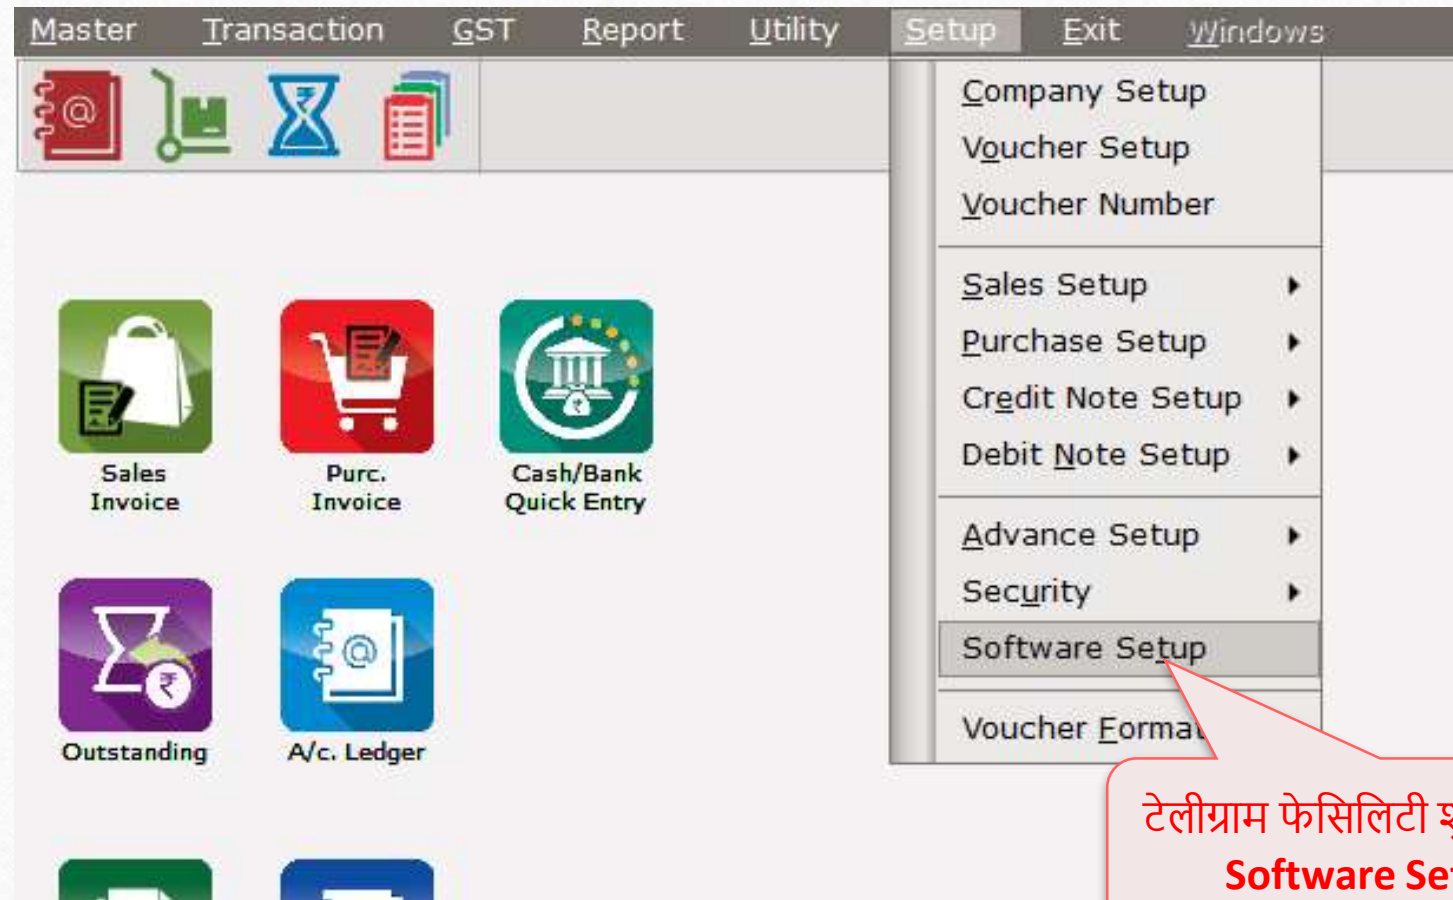 Master Transaction GST Report Utility Setup Exit Windows
Company Setup
Voucher Setup
Voucher Number
Sales Setup
Purchase Setup
Credit Note Setup
Debit Note Setup
Advance Setup
Security
Software Setup
Voucher
Sales
Invoice
Purc.
Invoice
Cash/Bank
Quick Entry
Outstanding
A/c. Ledger
टेलीग्राम फेसिलिटी
Software